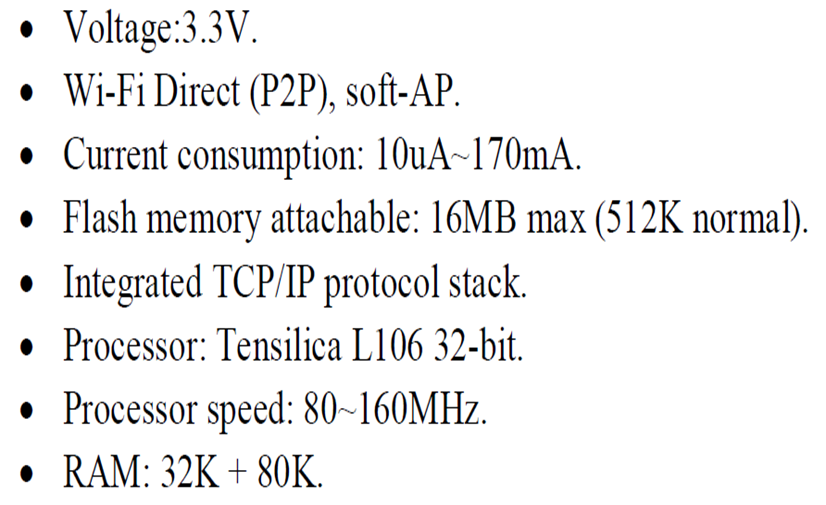 • Voltage:3.3V.
• Wi-Fi Direct (P2P), soft-AP.
• Current consumption: 10uA~170mA.
• Flash memory attachable: 16MB max (512K normal).
• Integrated TCP/IP protocol stack.
• Processor: Tensilica L106 32-bit.
• Processor speed: 80~160MHz.
• RAM: 32K + 80K.